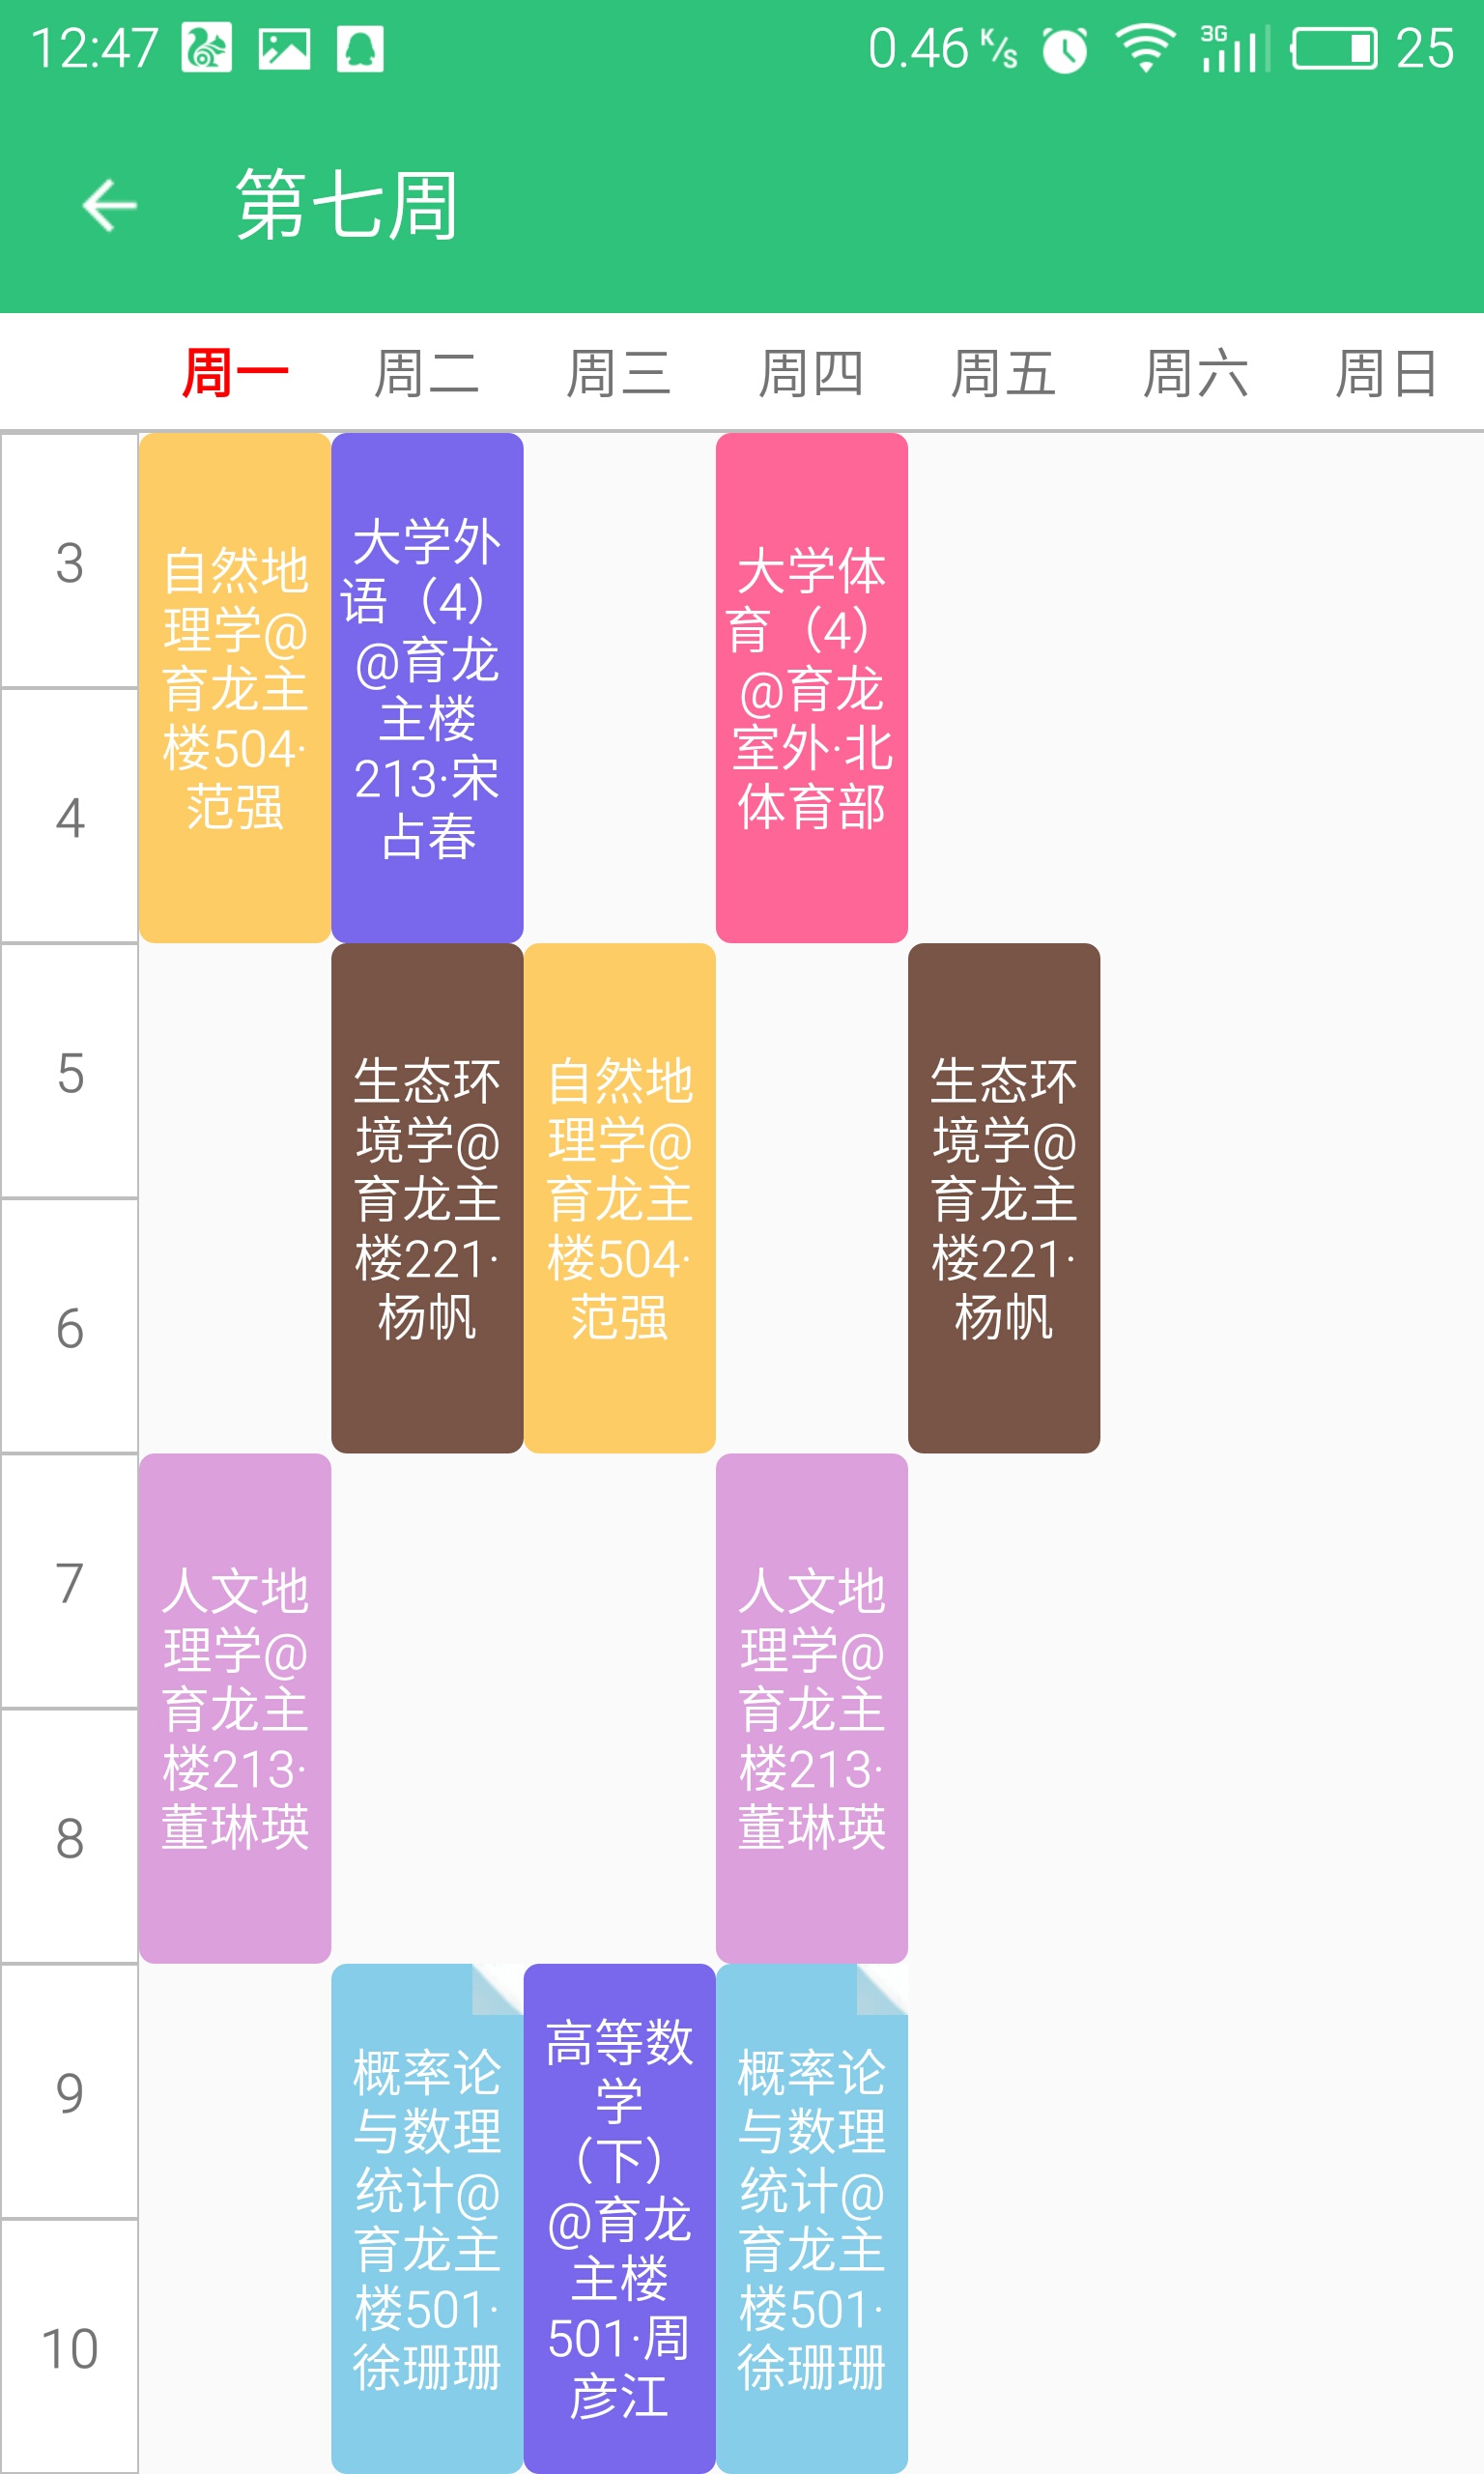 12:47
0.46 K/s
3G
25
第七周
周一 周二 周三 周四 周五 周六 周日
3
4
5
6
7
8
9
10
自然地
理学@
育龙主
楼504·
范强
大学外
语（4）
@育龙
主楼
213·宋
占春
大学体
育（4）
@育龙
室外·北
体育部
生态环
境学@
育龙主
楼221·
杨帆
自然地
理学@
育龙主
楼504·
范强
生态环
境学@
育龙主
楼221·
杨帆
人文地
理学@
育龙主
楼213·
董琳瑛
人文地
理学@
育龙主
楼213·
董琳瑛
概率论
与数理
统计@
育龙主
楼501·
徐珊珊
高等数
学
（下）
@育龙
主楼
501·周
彦江
概率论
与数理
统计@
育龙主
楼501·
徐珊珊